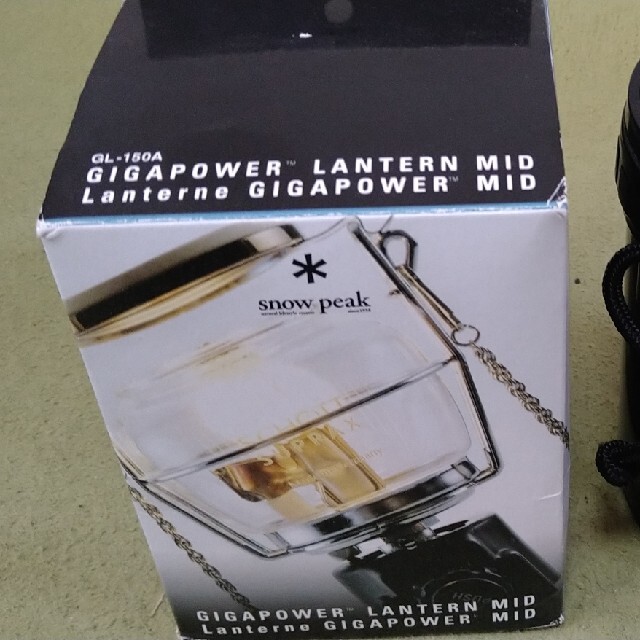 GL-150A
GIGAPOWER™ LANTERN MID
Lanterne GIGAPOWER™ MID
snow peak
GIGAPOWER™ LANTERN MID
Lanterne GIGAPOWER™ MID